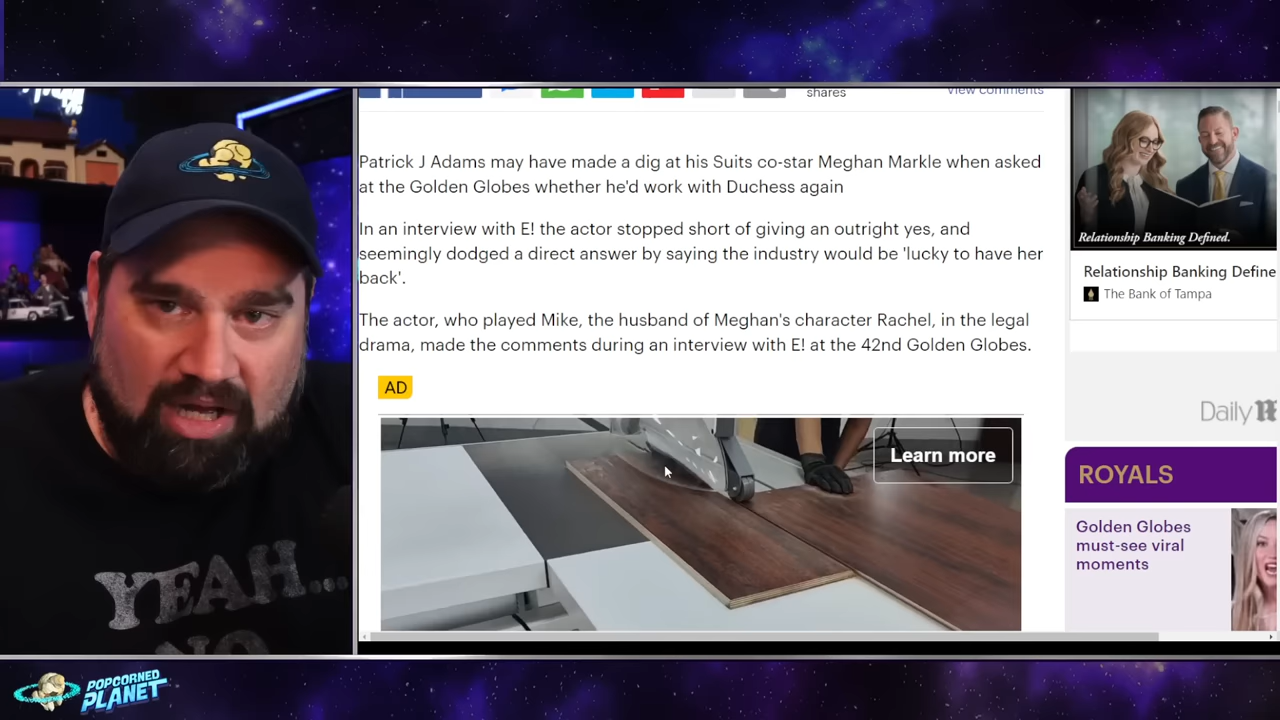 shares
View comments
Patrick J Adams may have made a dig at his Suits co-star Meghan Markle when asked
at the Golden Globes whether he'd work with Duchess again
In an interview with E! the actor stopped short of giving an outright yes, and
seemingly dodged a direct answer by saying the industry would be 'lucky to have her
back'.
The actor, who played Mike, the husband of Meghan's character Rachel, in the legal
drama, made the comments during an interview with E! at the 42nd Golden Globes.
AD
Learn more
Relationship Banking Defined.
Relationship Banking Define
The Bank of Tampa
Daily
ROYALS
Golden Globes
must-see viral
moments
YEAH...
NO
POPCORNED
PLANET